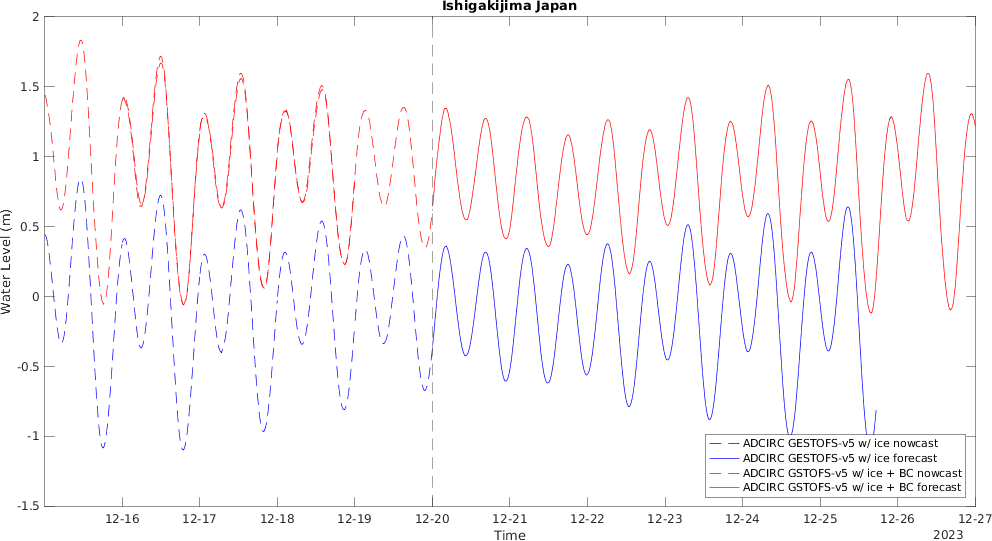 Ishigakijima Japan
2
1.5
1
0.5
0
-0.5
-1
-1.5
Water Level (m)
ADCIRC GESTOFS-v5 w/ ice nowcast
ADCIRC GESTOFS-v5 w/ ice forecast
ADCIRC GSTOFS-v5 w/ ice + BC nowcast
ADCIRC GSTOFS-v5 w/ ice + BC forecast
12-16 12-17 12-18 12-19 12-20 12-21 12-22 12-23 12-24 12-25 12-26 12-27
Time
2023